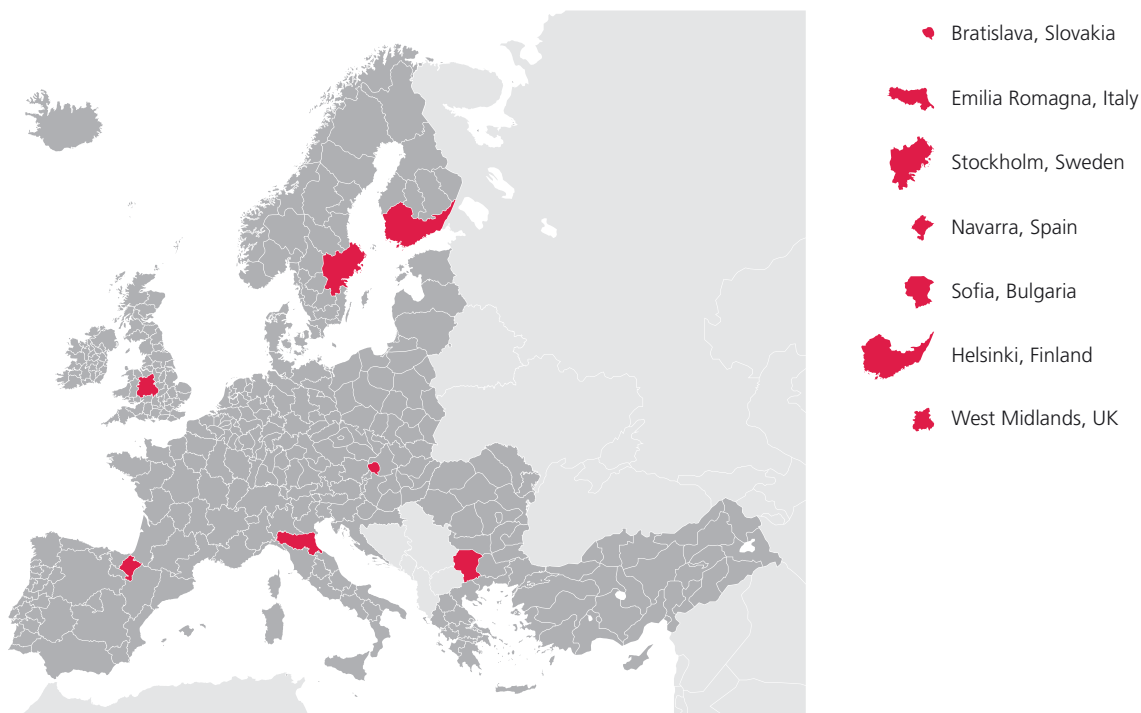 Bratislava, Slovakia
Emilia Romagna, Italy
Stockholm, Sweden
Navarra, Spain
Sofia, Bulgaria
Helsinki, Finland
West Midlands, UK